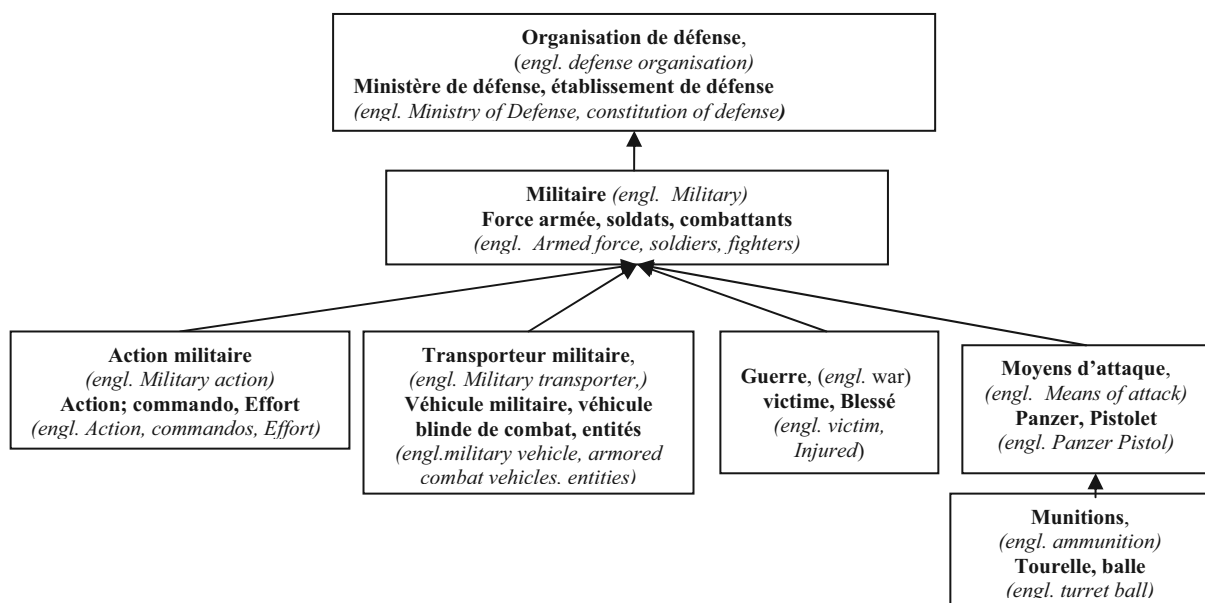 Organisation de défense,
(engl. defense organisation)
Ministère de défense, établissement de défense
(engl. Ministry of Defense, constitution of defense)
Militaire (engl. Military)
Force armée, soldats, combattants
(engl. Armed force, soldiers, fighters)
Action militaire
(engl. Military action)
Action; commando, Effort
(engl. Action, commandos, Effort)
Transporteur militaire,
(engl. Military transporter,)
Véhicule militaire, véhicule
blinde de combat, entités
(engl.military vehicle, armored
combat vehicles. entities)
Guerre, (engl. war)
victime, Blessé
(engl. victim,
Injured)
Moyens d'attaque,
(engl. Means of attack)
Panzer, Pistolet
(engl. Panzer Pistol)
Munitions,
(engl. ammunition)
Tourelle, balle
(engl. turret ball)